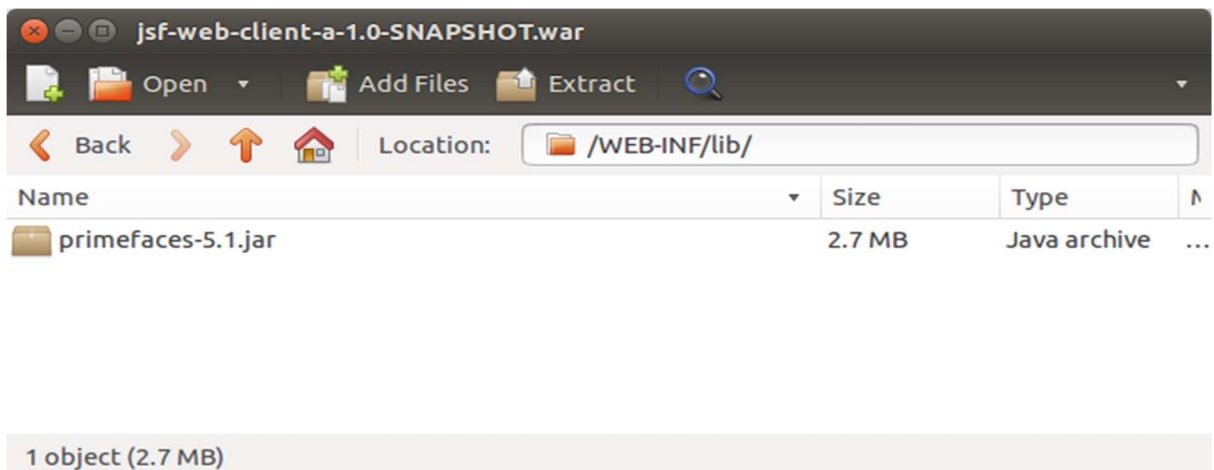 jsf-web-client-a-1.0-SNAPSHOT.war
Open Add Files Extract
Back Location: /WEB-INF/lib/
Name Size Type
primefaces-5.1.jar 2.7 MB Java archive ...
1 object (2.7 MB)